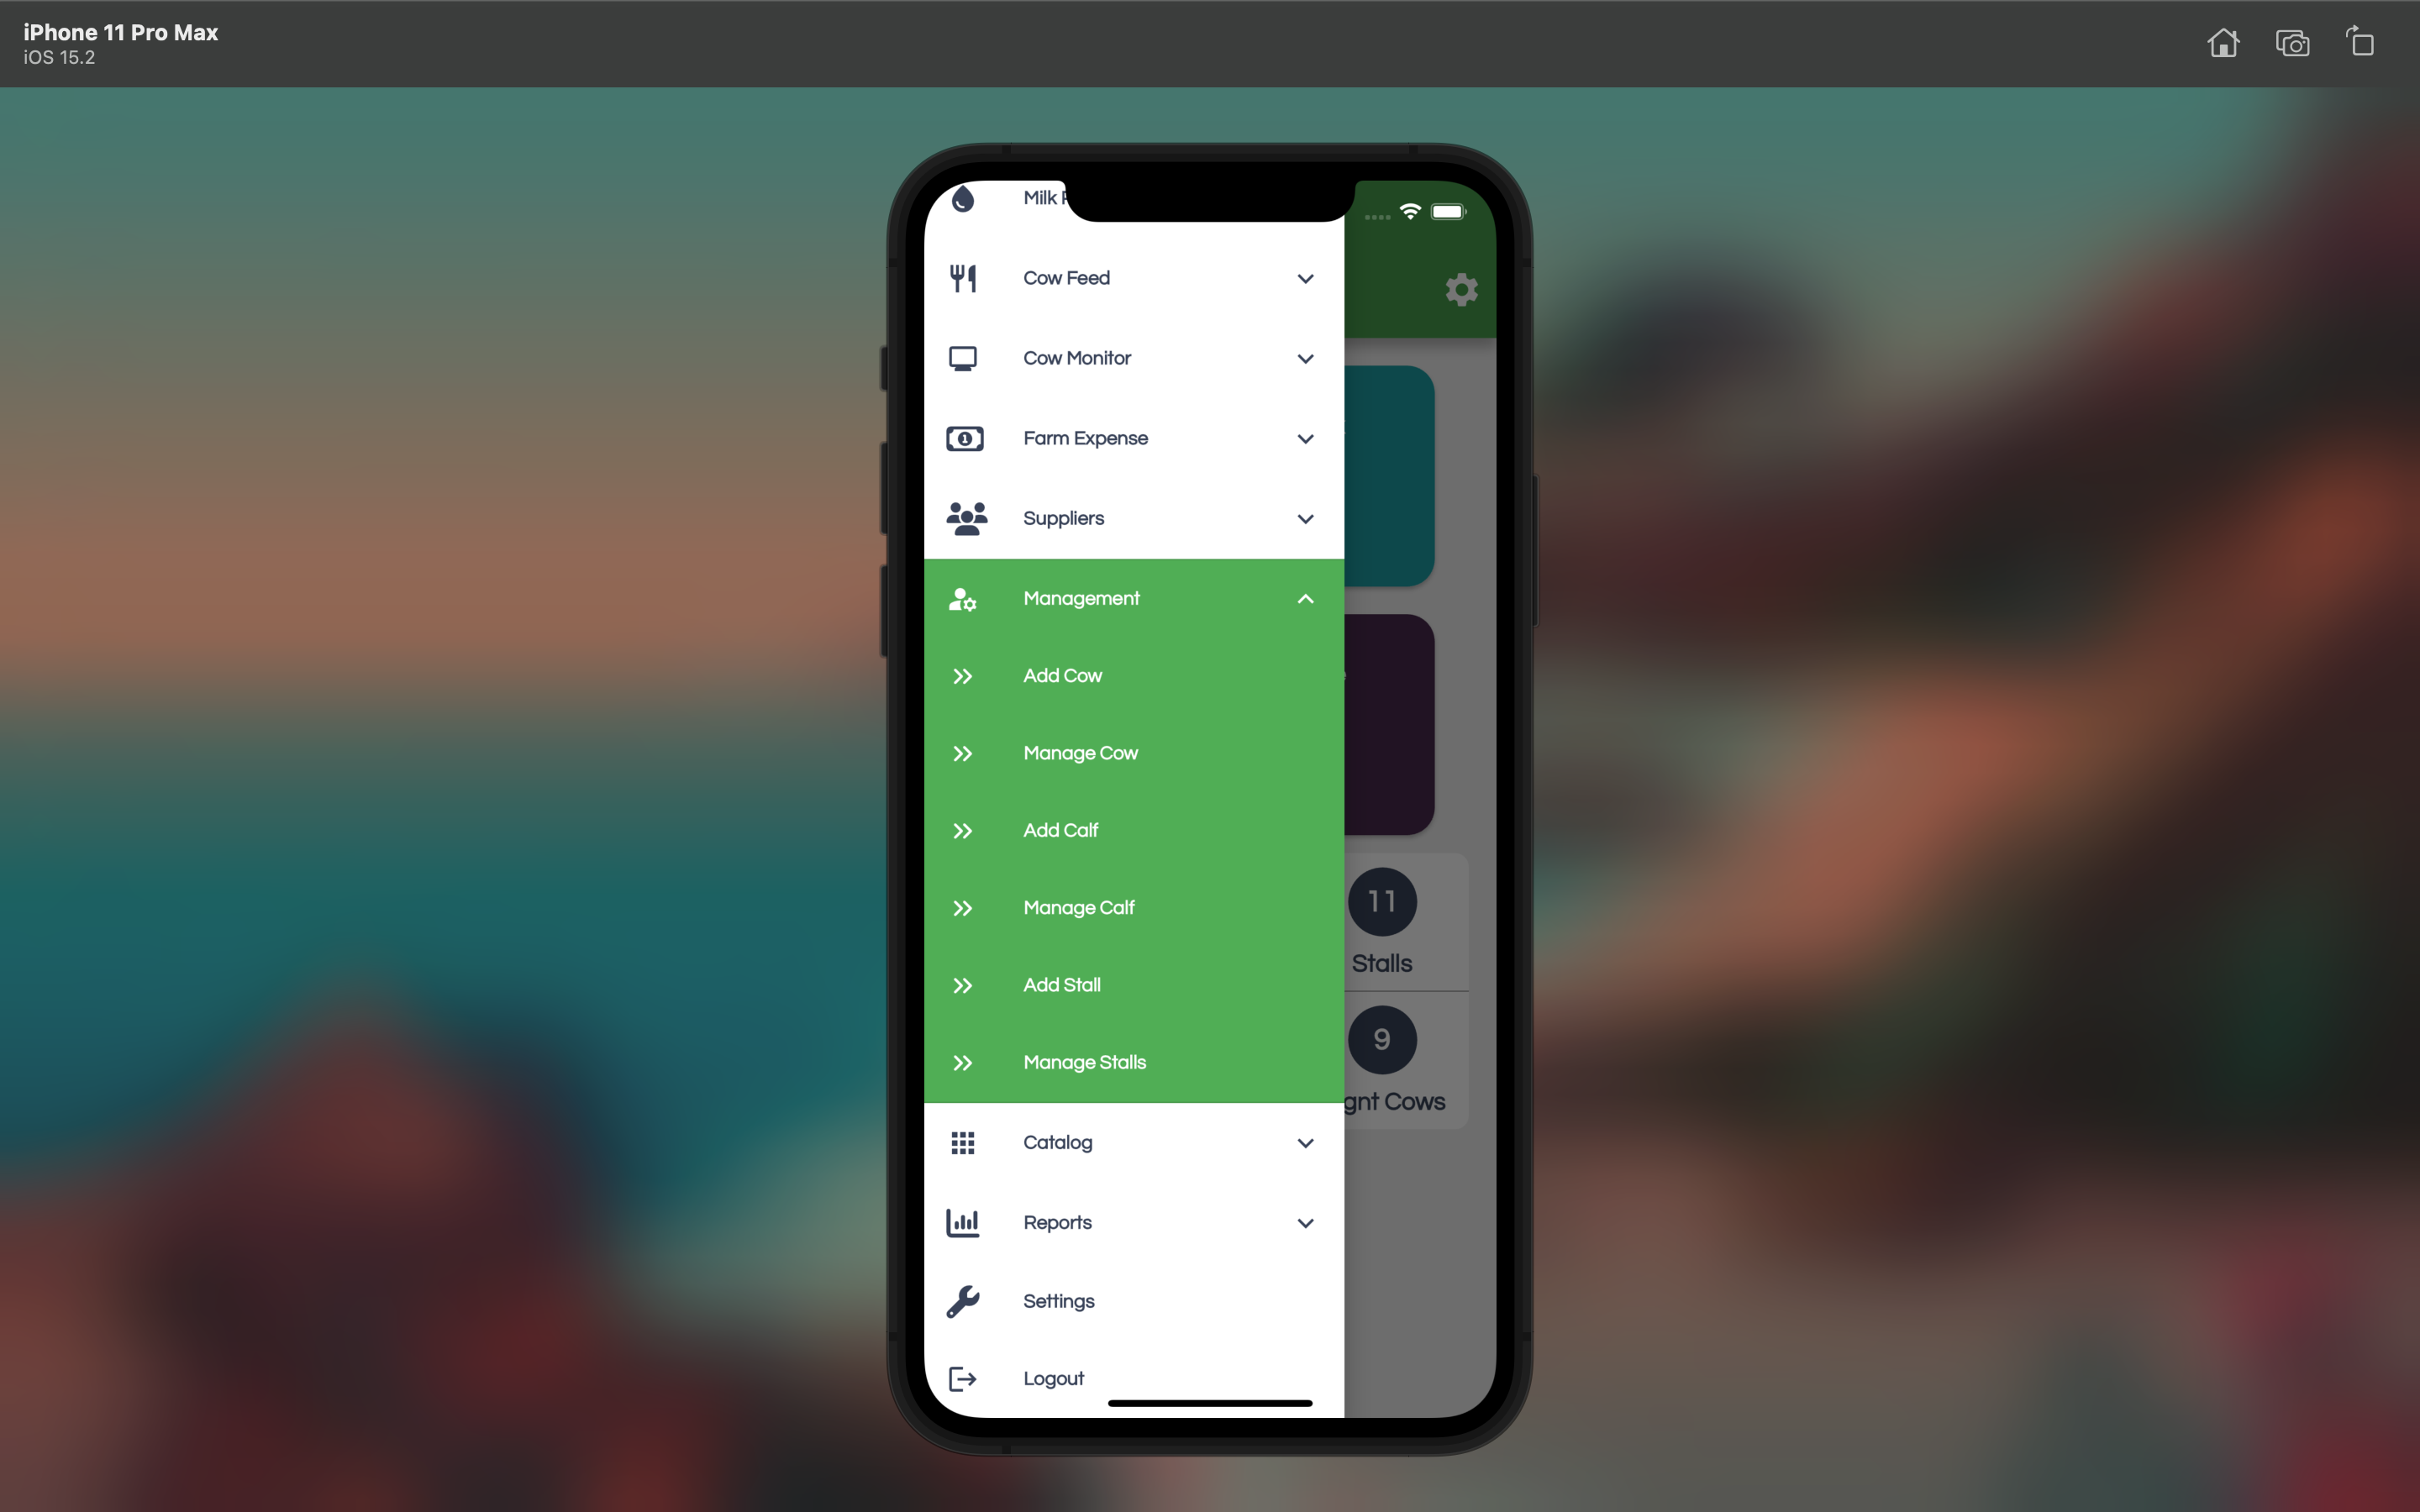 iPhone 11 Pro Max
iOS 15.2
Milk
Cow Feed
Cow Monitor
Farm Expense
Suppliers
Management
Add Cow
Manage Cow
Add Calf
Manage Calf
Add Stall
Manage Stalls
Catalog
Reports
Settings
Logout
11
Stalls
9
gnt Cows